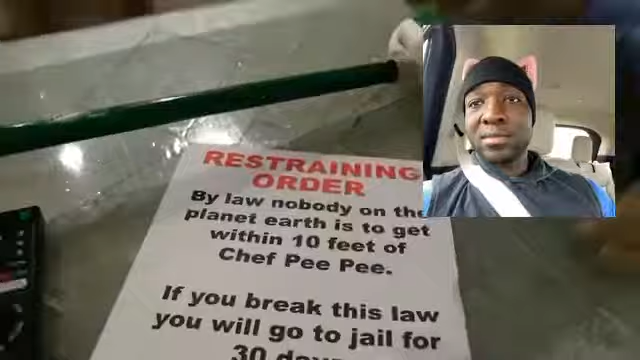 RESTRAINING
ORDER
By law nobody on the
planet earth is to get
within 10 feet of
Chef Pee Pee.
If you break this law
you will go to jail for
30